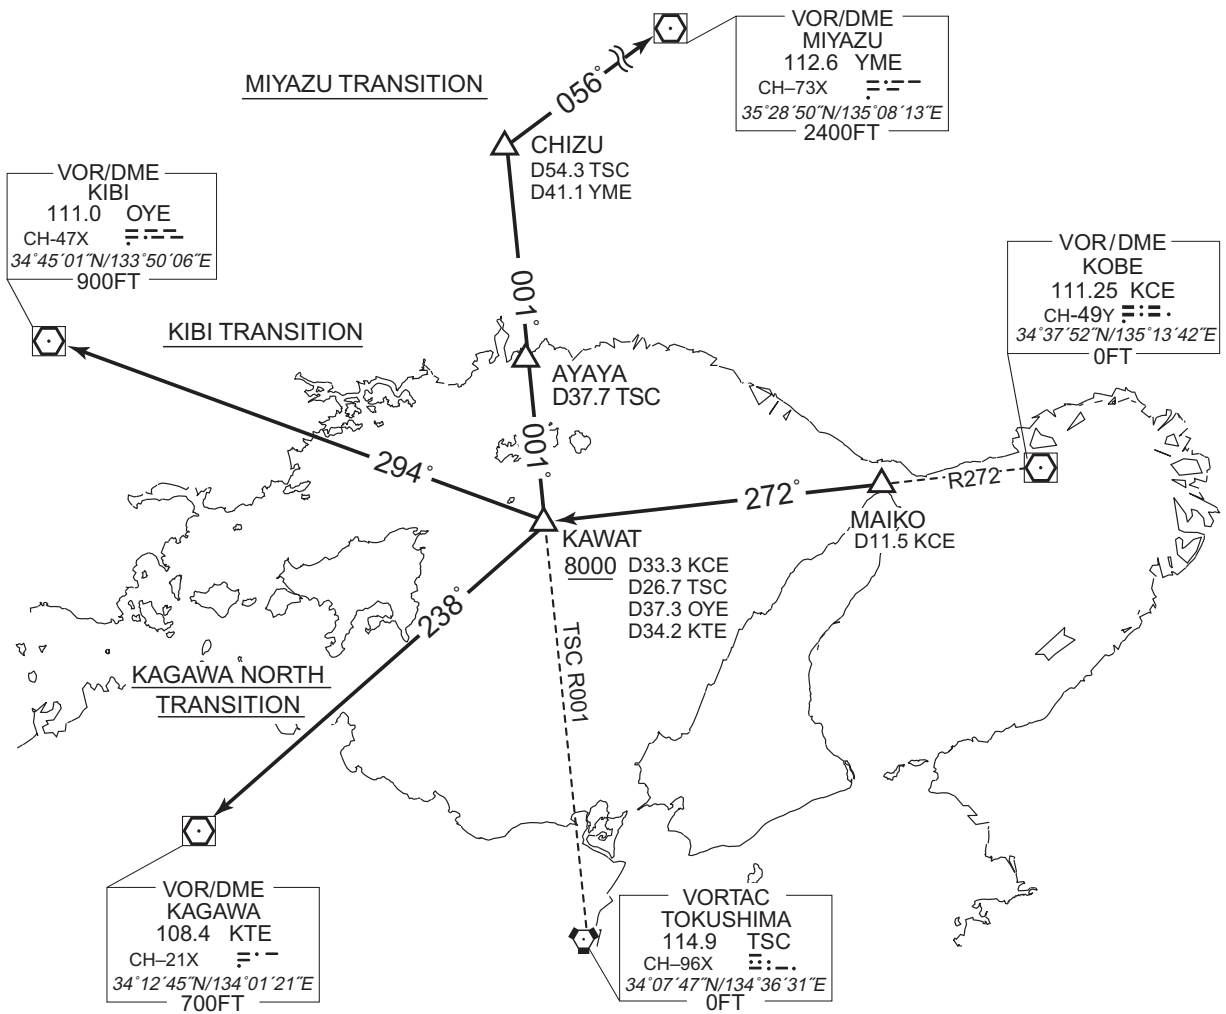 VOR/DME
MIYAZU
112.6 YME
CH–73X
35°28´50˝N/135°08´13˝E
2400FT
MIYAZU TRANSITION
056°
CHIZU
D54.3 TSC
D41.1 YME
VOR/DME
KIBI
111.0 OYE
CH-47X
34°45´01˝N/133°50´06˝E
900FT
VOR/DME
KOBE
111.25 KCE
CH-49Y
34°37´52˝N/135°13´42˝E
0FT
001°
KIBI TRANSITION
AYAYA
D37.7 TSC
001°
294°
272°
R272
MAIKO
D11.5 KCE
KAWAT
8000 D33.3 KCE
D26.7 TSC
D37.3 OYE
D34.2 KTE
238°
TSC R001
KAGAWA NORTH
TRANSITION
VOR/DME
KAGAWA
108.4 KTE
CH–21X
34°12´45˝N/134°01´21˝E
700FT
VORTAC
TOKUSHIMA
114.9 TSC
CH–96X
34°07´47˝N/134°36´31˝E
0FT